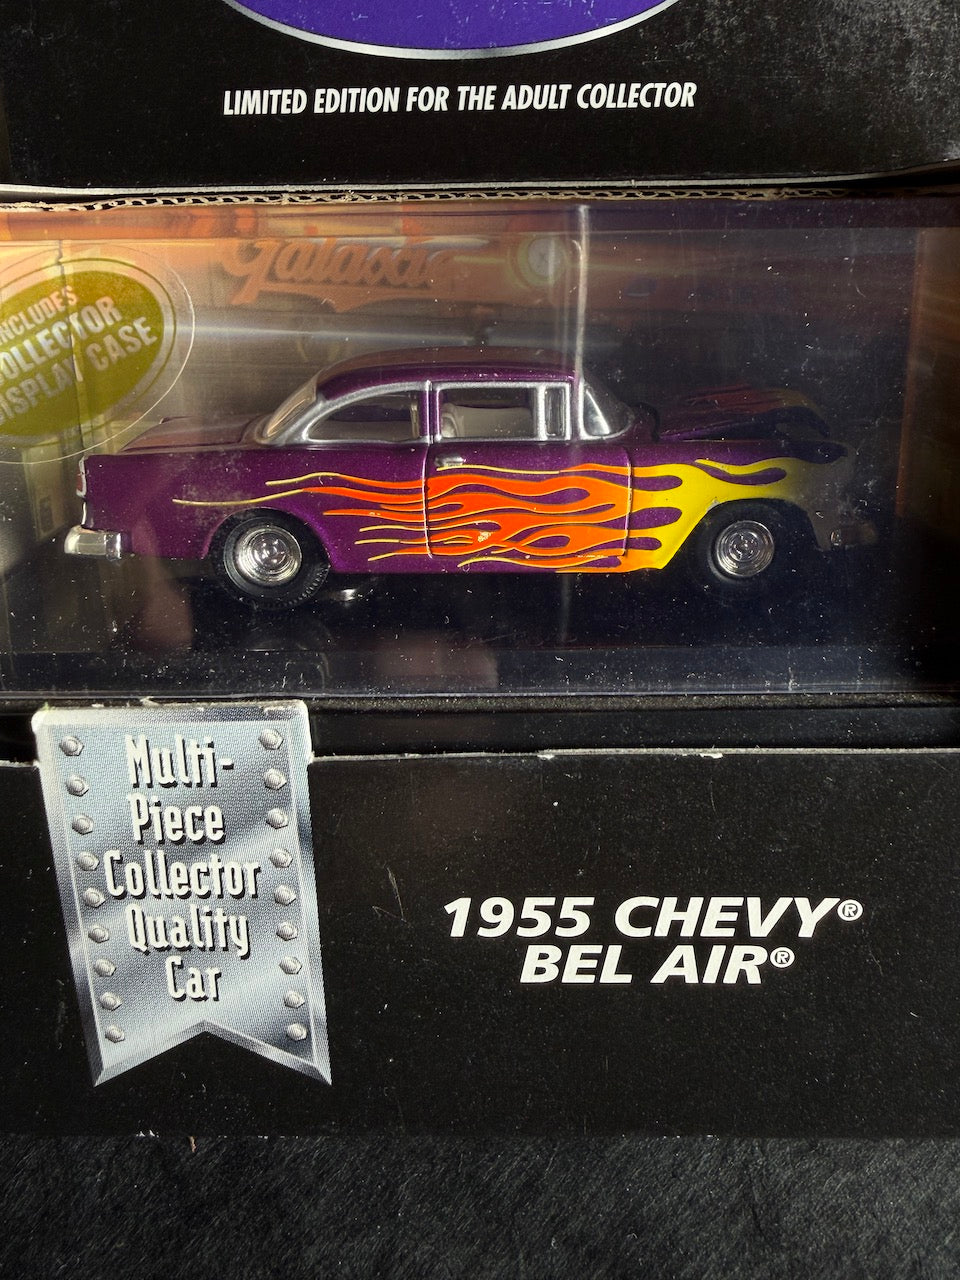 LIMITED EDITION FOR THE ADULT COLLECTOR
Galaxie
INCLUDES
COLLECTOR
DISPLAY CASE
Multi-
Piece
Collector
Quality
Car
1955 CHEVY®
BEL AIR®